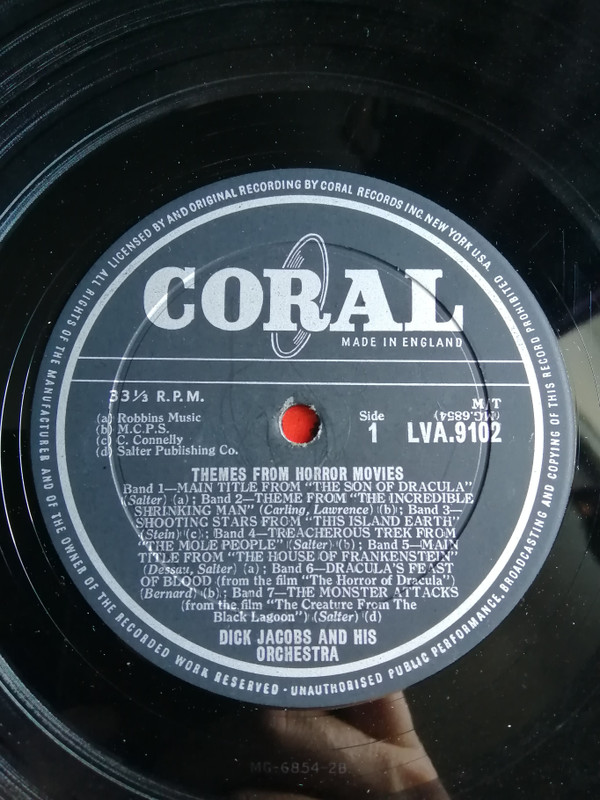 ALL RIGHTS OF THE MANUFACTURER AND OF THE OWNER OF THE RECORDED WORK RESERVED · UNAUTHORISED PUBLIC PERFORMANCE, BROADCASTING AND COPYING OF THIS RECORD PROHIBITED
LICENSED BY AND ORIGINAL RECORDING BY CORAL RECORDS INC. NEW YORK U.S.A.
CORAL
MADE IN ENGLAND
33⅓ R.P.M.
(a) Robbins Music
(b) M.C.P.S.
(c) C. Connelly
(d) Salter Publishing Co.
M/T
(MG.6854)
Side
1 LVA.9102
THEMES FROM HORROR MOVIES
Band 1—MAIN TITLE FROM "THE SON OF DRACULA"
(Salter) (a) ; Band 2—THEME FROM "THE INCREDIBLE
SHRINKING MAN" (Carling, Lawrence) (b) ; Band 3—
SHOOTING STARS FROM "THIS ISLAND EARTH"
(Stein) (c) ; Band 4—TREACHEROUS TREK FROM
"THE MOLE PEOPLE" (Salter) (b) ; Band 5—MAIN
TITLE FROM "THE HOUSE OF FRANKENSTEIN"
(Dessau, Salter) (a) ; Band 6—DRACULA'S FEAST
OF BLOOD (from the film "The Horror of Dracula")
(Bernard) (b) ; Band 7—THE MONSTER ATTACKS
(from the film "The Creature From The
Black Lagoon") (Salter) (d)
DICK JACOBS AND HIS
ORCHESTRA
MG-6854-2B